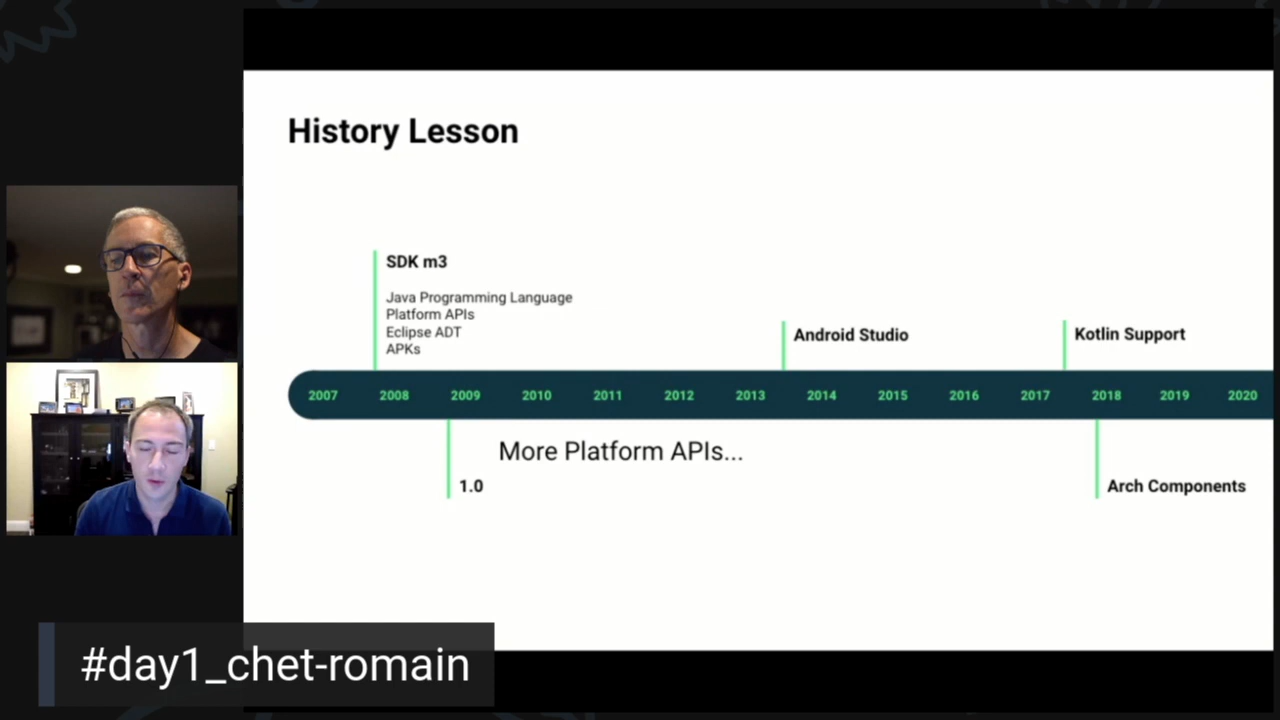 History Lesson
SDK m3
Java Programming Language
Platform APIs
Eclipse ADT
APKs
Android Studio
Kotlin Support
2007 2008 2009 2010 2011 2012 2013 2014 2015 2016 2017 2018 2019 2020
More Platform APIs...
1.0
Arch Components
#day1_chet-romain